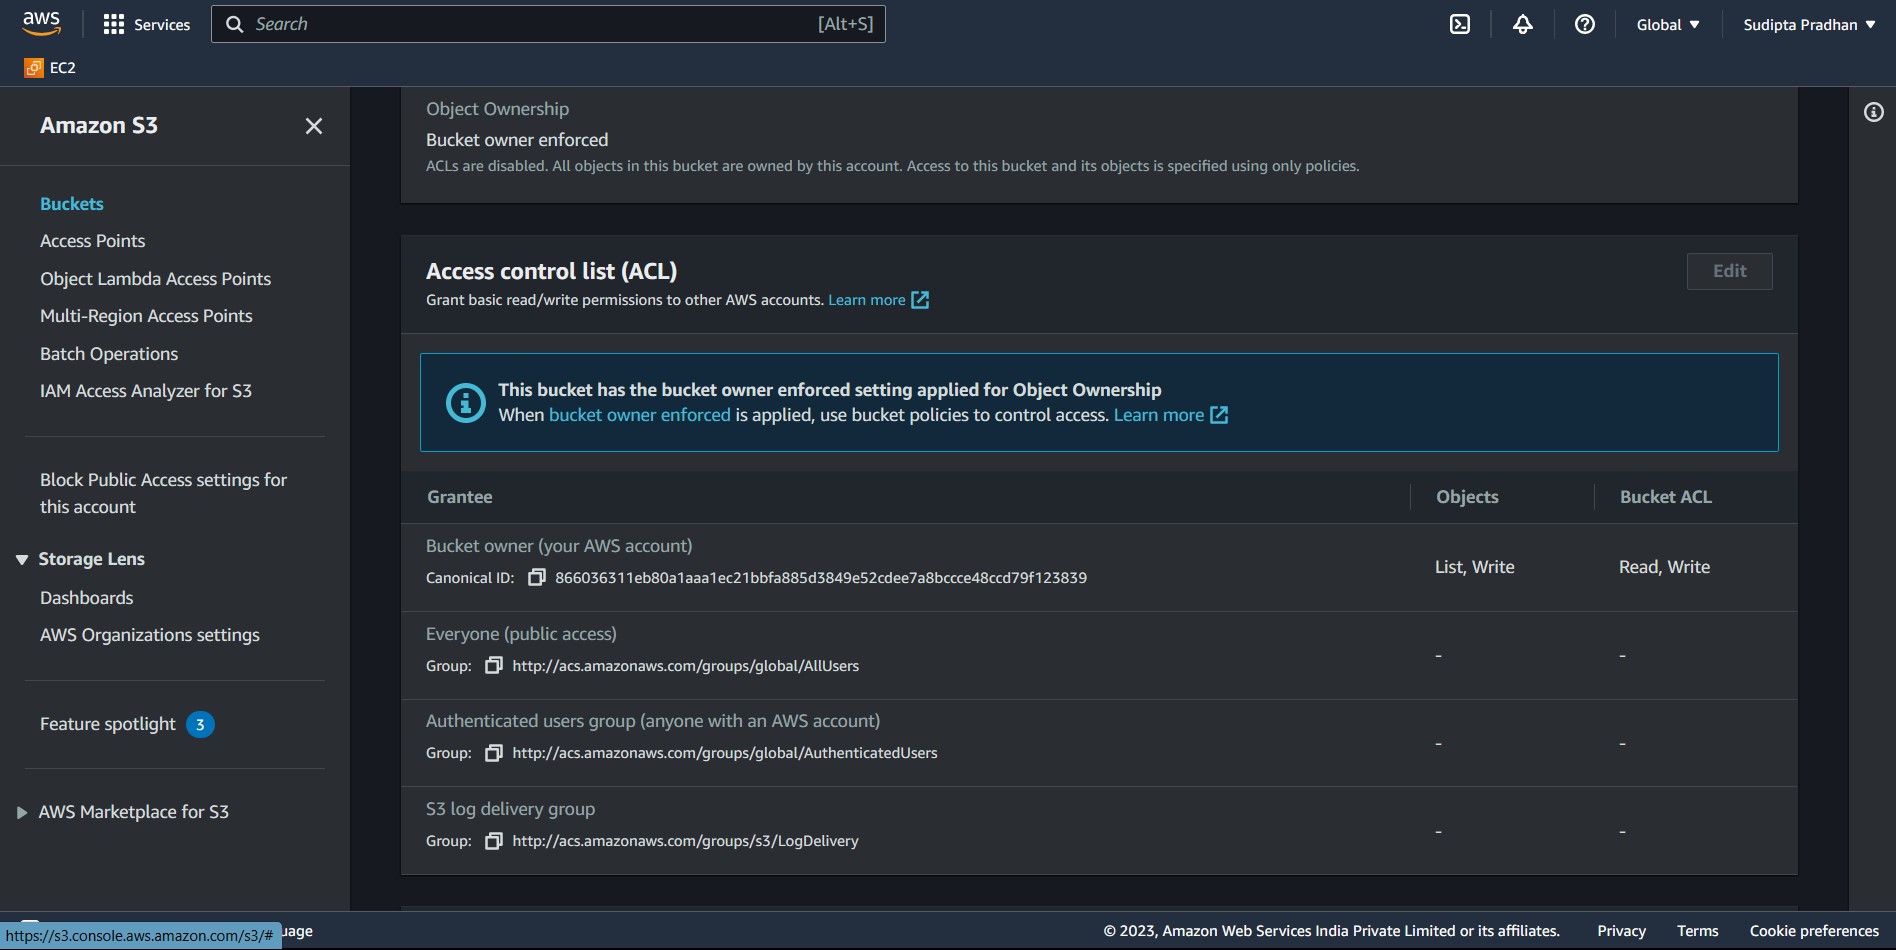 aws
Services
Search
[Alt+S]
Global
Sudipta Pradhan
EC2
Amazon S3
Buckets
Access Points
Object Lambda Access Points
Multi-Region Access Points
Batch Operations
IAM Access Analyzer for S3
Block Public Access settings for
this account
Storage Lens
Dashboards
AWS Organizations settings
Feature spotlight 3
AWS Marketplace for S3
Object Ownership
Bucket owner enforced
ACLs are disabled. All objects in this bucket are owned by this account. Access to this bucket and its objects is specified using only policies.
Access control list (ACL)
Edit
Grant basic read/write permissions to other AWS accounts. Learn more
This bucket has the bucket owner enforced setting applied for Object Ownership
When bucket owner enforced is applied, use bucket policies to control access. Learn more
Grantee Objects Bucket ACL
Bucket owner (your AWS account)
Canonical ID: 866036311eb80a1aaa1ec21bbfa885d3849e52cdee7a8bccce48ccd79f123839
List, Write Read, Write
Everyone (public access)
Group: http://acs.amazonaws.com/groups/global/AllUsers
- -
Authenticated users group (anyone with an AWS account)
Group: http://acs.amazonaws.com/groups/global/AuthenticatedUsers
- -
S3 log delivery group
Group: http://acs.amazonaws.com/groups/s3/LogDelivery
- -
https://s3.console.aws.amazon.com/s3/#
uage
© 2023, Amazon Web Services India Private Limited or its affiliates.
Privacy
Terms
Cookie preferences